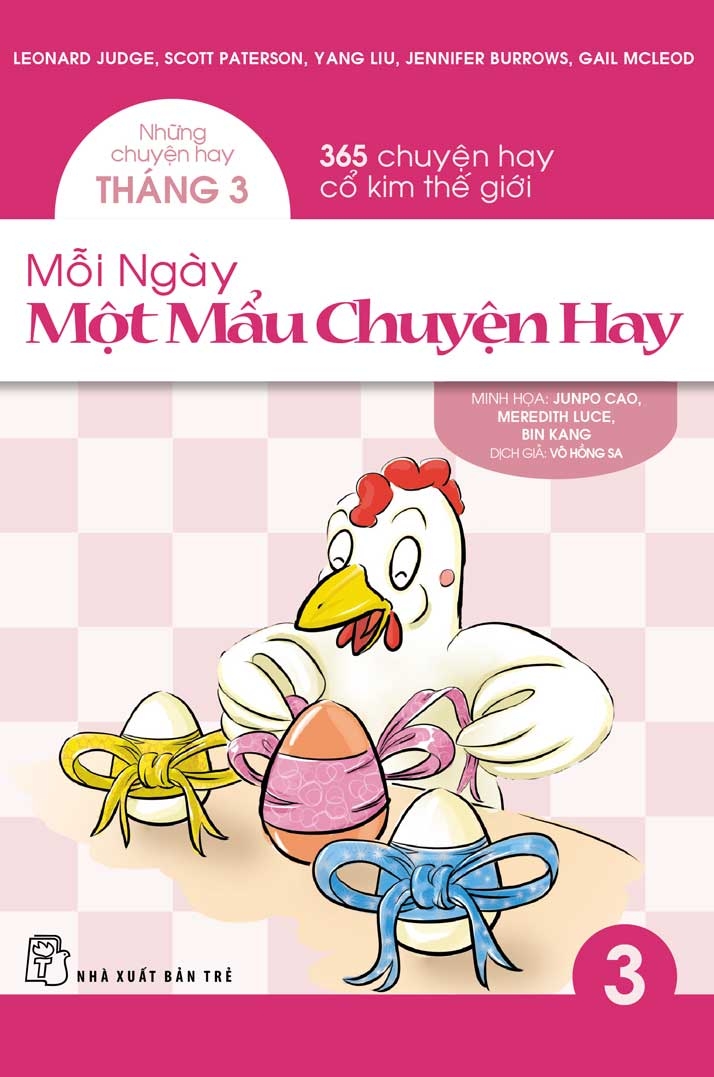 LEONARD JUDGE, SCOTT PATERSON, YANG LIU, JENNIFER BURROWS, GAIL MCLEOD
Những
chuyện hay
THÁNG 3
365 chuyện hay
cổ kim thế giới
Mỗi Ngày
Một Mẩu Chuyện Hay
MINH HỌA: JUNPO CAO,
MEREDITH LUCE,
BIN KANG
DỊCH GIẢ: VÕ HỒNG SA
T
NHÀ XUẤT BẢN TRẺ
3